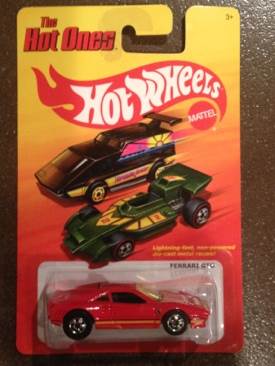 The
Hot Ones
3+
Hot Wheels
MATTEL
Lightning-fast, non-powered
die-cast metal racers!
FERRARI GTO